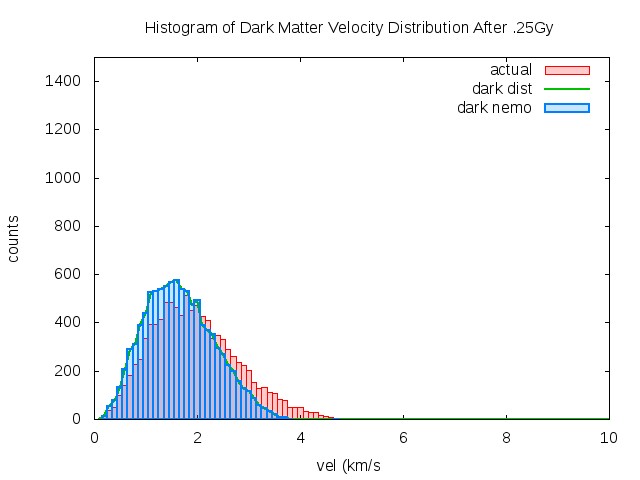 Histogram of Dark Matter Velocity Distribution After .25Gy
actual
dark dist
dark nemo
1400
1200
1000
800
600
400
200
0
counts
0 2 4 6 8 10
vel (km/s